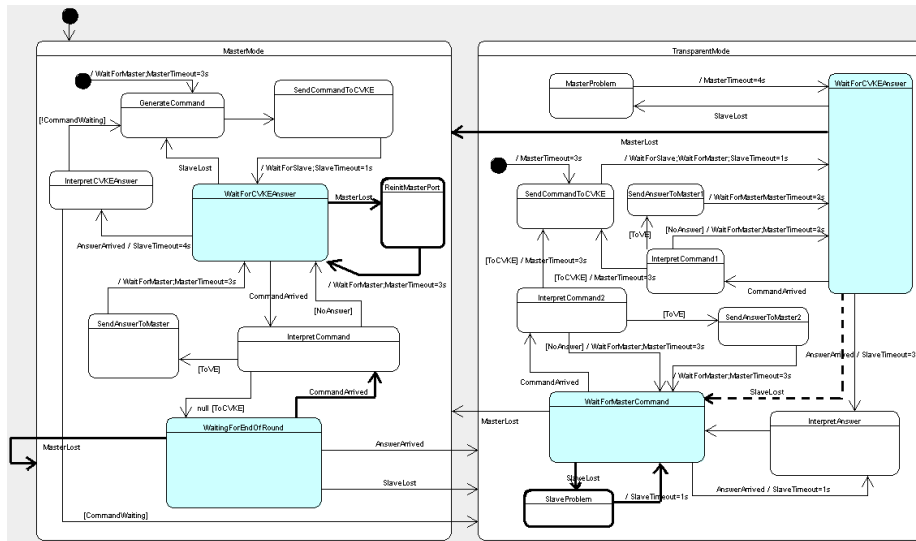 MasterMode
/ WaitForMaster;MasterTimeout=3s
GenerateCommand
SendCommandToCVKE
[!CommandWaiting]
SlaveLost
/ WaitForSlave;SlaveTimeout=1s
InterpretCVKEAnswer
WaitForCVKEAnswer
MasterLost
ReinitMasterPort
AnswerArrived / SlaveTimeout=4s
/ WaitForMaster;MasterTimeout=3s
/ WaitForMaster;MasterTimeout=3s
CommandArrived
[NoAnswer]
SendAnswerToMaster
InterpretCommand
[ToVE]
null [ToCVKE]
CommandArrived
WaitingForEndOfRound
MasterLost
AnswerArrived
SlaveLost
[CommandWaiting]
TransparentMode
MasterProblem
/ MasterTimeout=4s
WaitForCVKEAnswer
SlaveLost
MasterLost
/ MasterTimeout=3s
/ WaitForSlave;WaitForMaster;SlaveTimeout=1s
SendCommandToCVKE
SendAnswerToMaster1
/ WaitForMasterMasterTimeout=3s
[ToVE]
[NoAnswer] / WaitForMaster;MasterTimeout=3s
[ToCVKE] / MasterTimeout=3s
InterpretCommand1
[ToCVKE] / MasterTimeout=3s
CommandArrived
InterpretCommand2
[ToVE]
SendAnswerToMaster2
[NoAnswer] / WaitForMaster;MasterTimeout=3s
AnswerArrived / SlaveTimeout=3
/ WaitForMaster;MasterTimeout=3s
CommandArrived
SlaveLost
WaitForMasterCommand
MasterLost
InterpretAnswer
SlaveLost
AnswerArrived / SlaveTimeout=1s
SlaveProblem
/ SlaveTimeout=1s